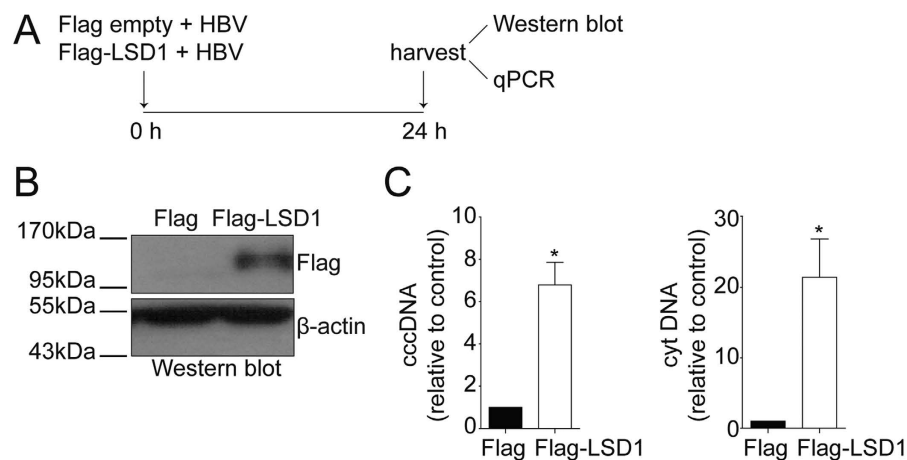 A
Flag empty + HBV
Flag-LSD1 + HBV
harvest
Western blot
qPCR
0 h
24 h
B
Flag Flag-LSD1
170kDa
95kDa
Flag
55kDa
43kDa
β-actin
Western blot
C
cccDNA
(relative to control)
10
8
6
4
2
0
*
Flag Flag-LSD1
cyt DNA
(relative to control)
30
20
10
0
*
Flag Flag-LSD1